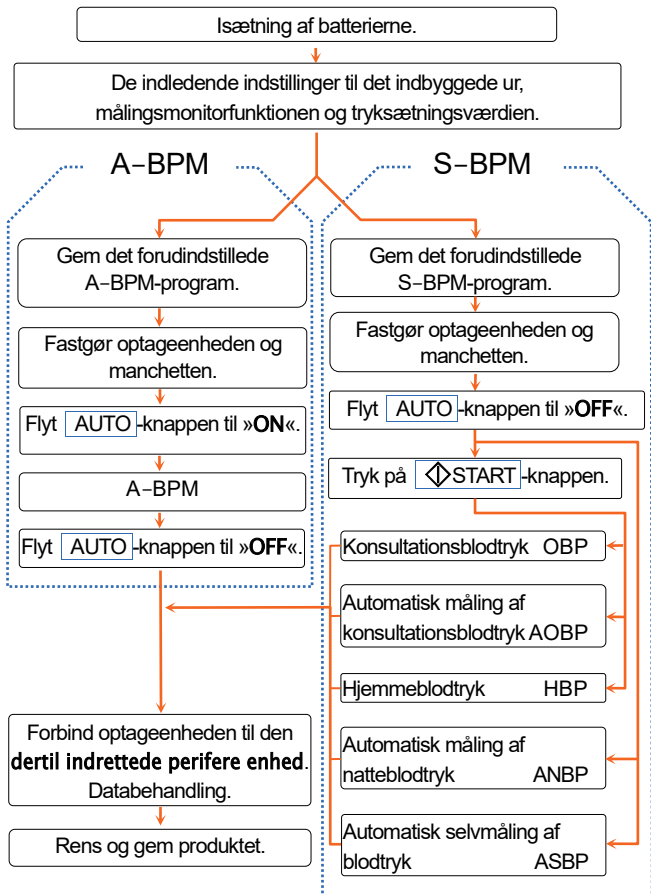 Isætning af batterierne.
De indledende indstillinger til det indbyggede ur,
målingsmonitorfunktionen og tryksætningsværdien.
A–BPM
Gem det forudindstillede
A–BPM-program.
Fastgør optageenheden og
manchetten.
Flyt AUTO -knappen til »ON«.
A–BPM
Flyt AUTO -knappen til »OFF«.
S–BPM
Gem det forudindstillede
S–BPM-program.
Fastgør optageenheden og
manchetten.
Flyt AUTO -knappen til »OFF«.
Tryk på START -knappen.
Konsultationsblodtryk OBP
Automatisk måling af
konsultationsblodtryk AOBP
Hjemmeblodtryk HBP
Automatisk måling af
natteblodtryk ANBP
Automatisk selvmåling af
blodtryk ASBP
Forbind optageenheden til den
dertil indrettede perifere enhed.
Databehandling.
Rens og gem produktet.